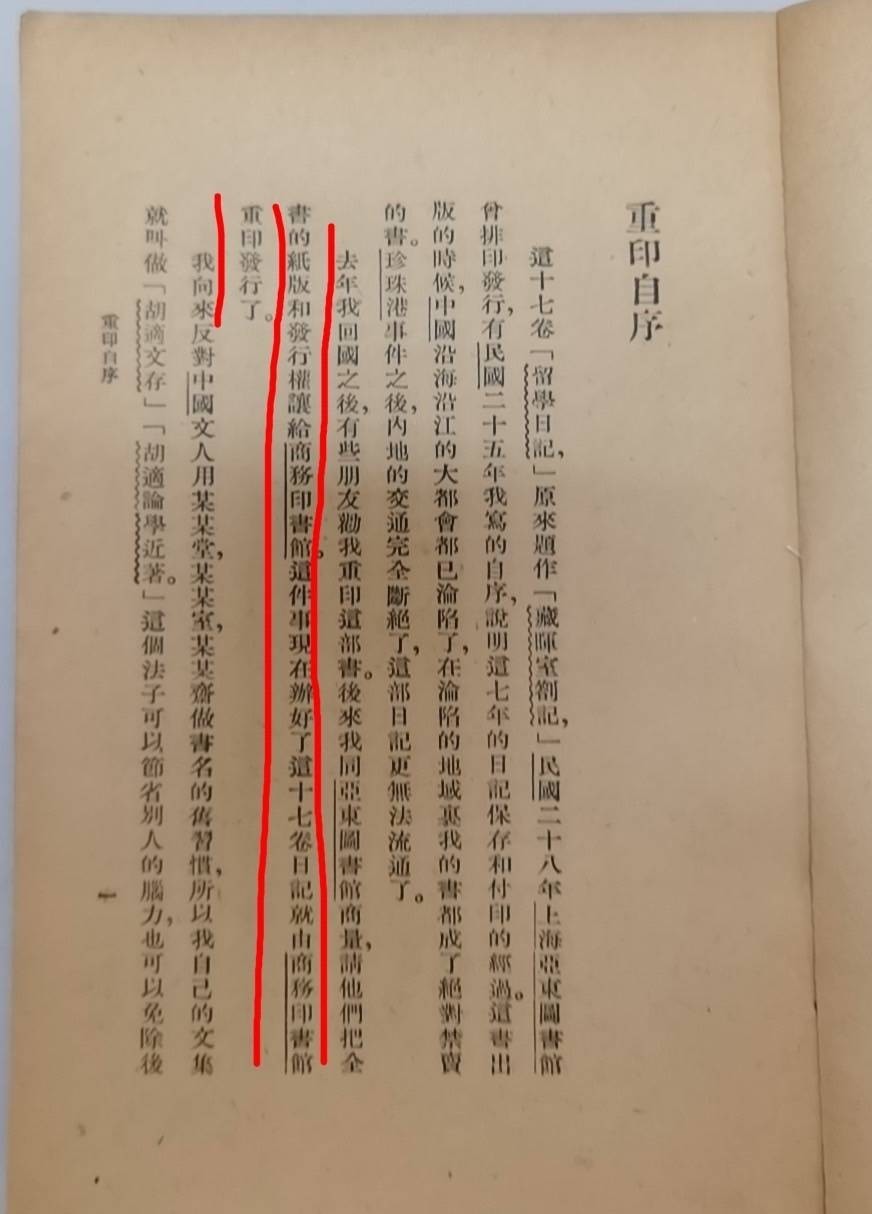 重印自序
這十七卷「留學日記，」原來題作「藏暉室劄記，」民國二十八年上海亞東圖書館
曾排印發行，有民國二十五年我寫的自序，說明這七年的日記保存和付印的經過。這書出
版的時候，中國沿海沿江的大都會都已淪陷了，在淪陷的地域裏我的書都成了絕對禁賣
的書。珍珠港事件之後，內地的交通完全斷絕了，這部日記更無法流通了。
去年我回國之後，有些朋友勸我重印這部書。後來我同亞東圖書館商量，請他們把全
書的紙版和發行權讓給商務印書館。這件事現在辦好了這十七卷日記就由商務印書館
重印發行了。
我向來反對中國文人用某某堂，某某室，某某齋做書名的舊習慣，所以我自己的文集
就叫做「胡適文存」「胡適論學近著。」這個法子可以節省別人的腦力，也可以免除後
重印自序
一